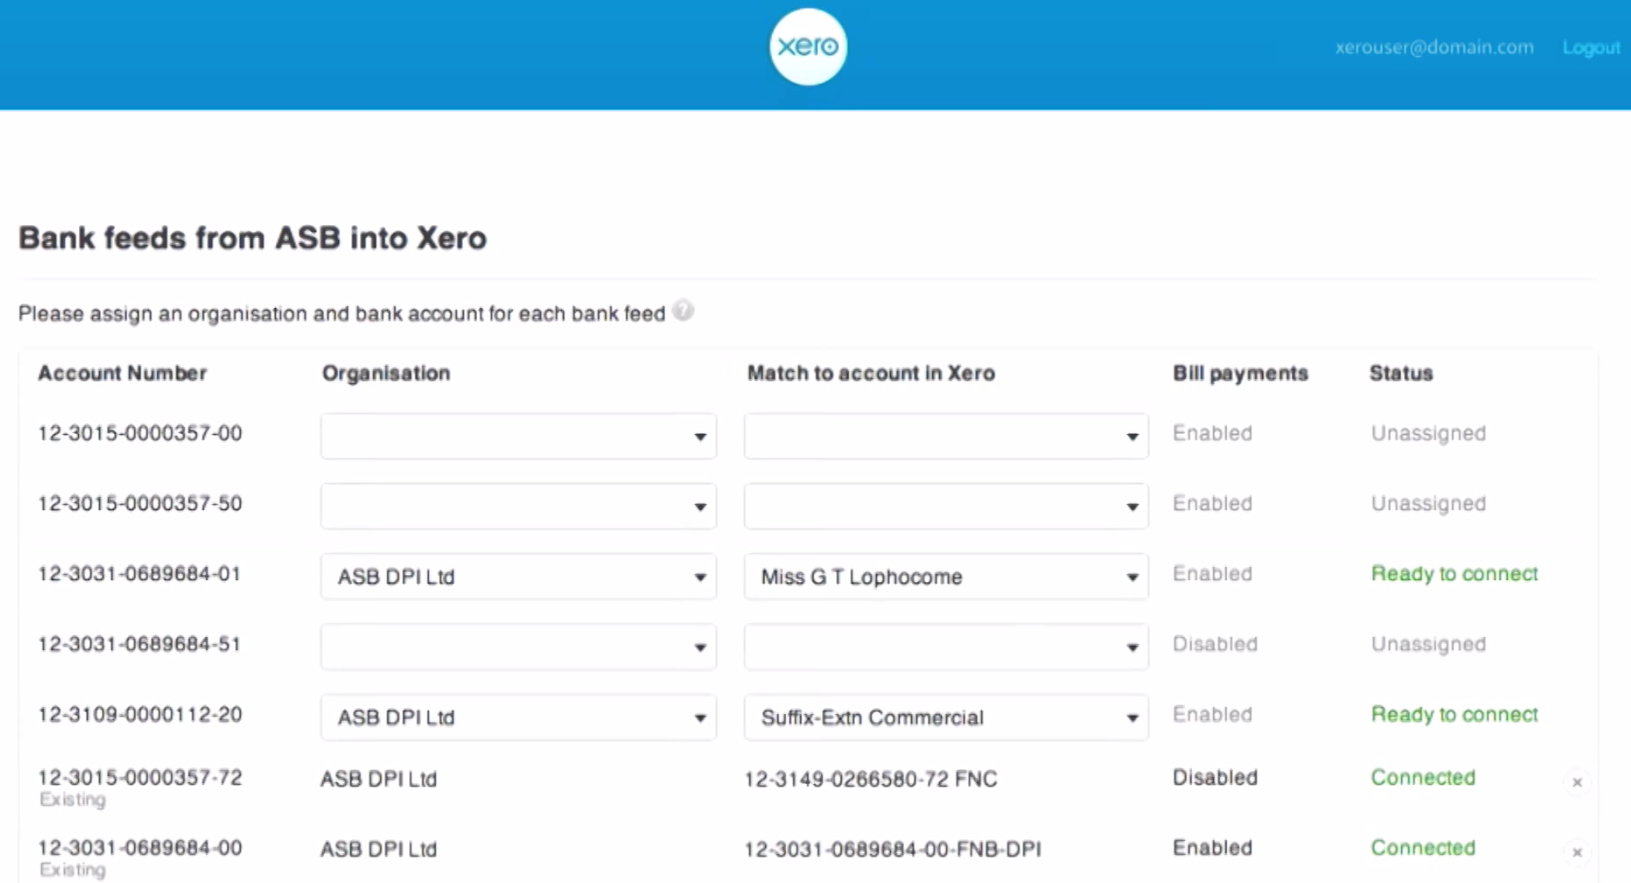 xero
xerouser@domain.com Logout
Bank feeds from ASB into Xero
Please assign an organisation and bank account for each bank feed ?
Account Number Organisation Match to account in Xero Bill payments Status
12-3015-0000357-00 Enabled Unassigned
12-3015-0000357-50 Enabled Unassigned
12-3031-0689684-01 ASB DPI Ltd Miss G T Lophocome Enabled Ready to connect
12-3031-0689684-51 Disabled Unassigned
12-3109-0000112-20 ASB DPI Ltd Suffix-Extn Commercial Enabled Ready to connect
12-3015-0000357-72 ASB DPI Ltd 12-3149-0266580-72 FNC Disabled Connected ×
Existing
12-3031-0689684-00 ASB DPI Ltd 12-3031-0689684-00-FNB-DPI Enabled Connected ×
Existing